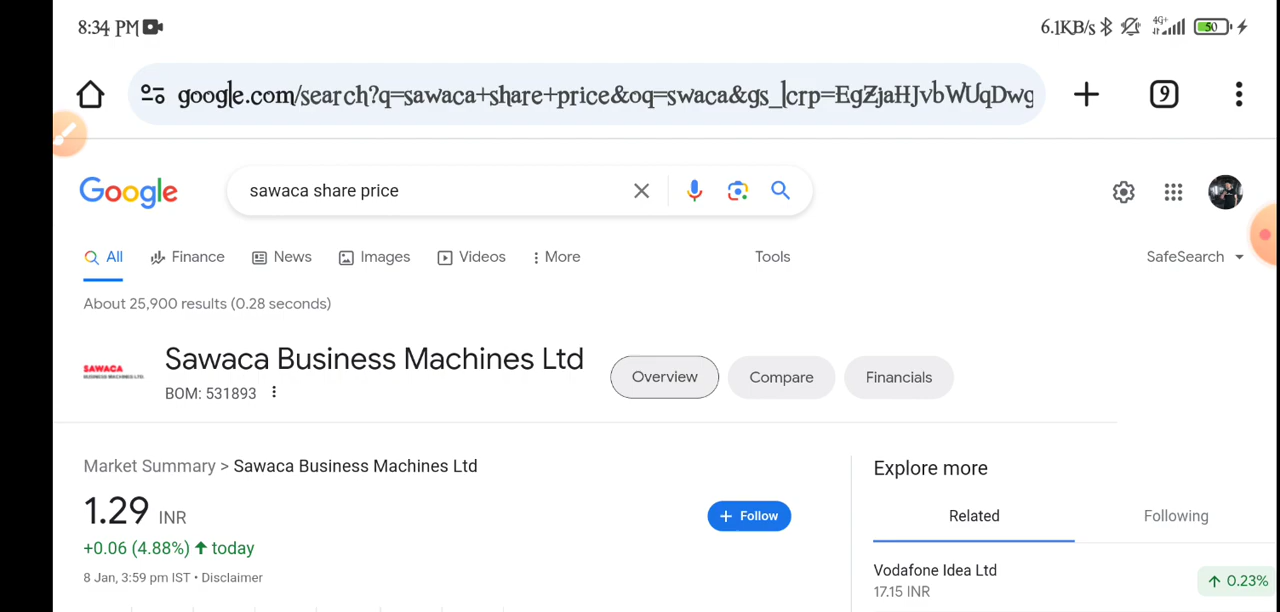 8:34 PM
6.1KB/s 4G+ 50
google.com/search?q=sawaca+share+price&oq=swaca&gs_lcrp=EgZjaHJvbWUqDwg
9
Google
sawaca share price
All Finance News Images Videos More Tools SafeSearch
About 25,900 results (0.28 seconds)
SAWACA
BUSINESS MACHINES LTD.
Sawaca Business Machines Ltd
BOM: 531893
Overview Compare Financials
Market Summary > Sawaca Business Machines Ltd
1.29 INR
+ Follow
+0.06 (4.88%) ↑ today
8 Jan, 3:59 pm IST • Disclaimer
Explore more
Related Following
Vodafone Idea Ltd
17.15 INR
↑ 0.23%